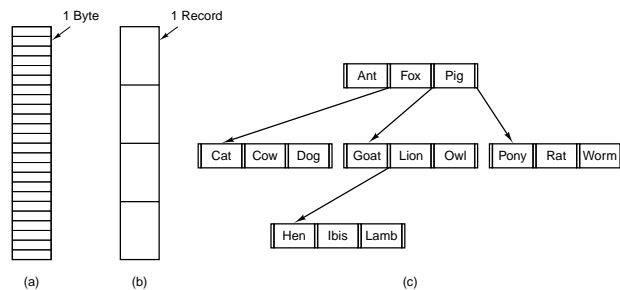 1 Byte
1 Record
Ant Fox Pig
Cat Cow Dog
Goat Lion Owl
Pony Rat Worm
Hen Ibis Lamb
(a)
(b)
(c)